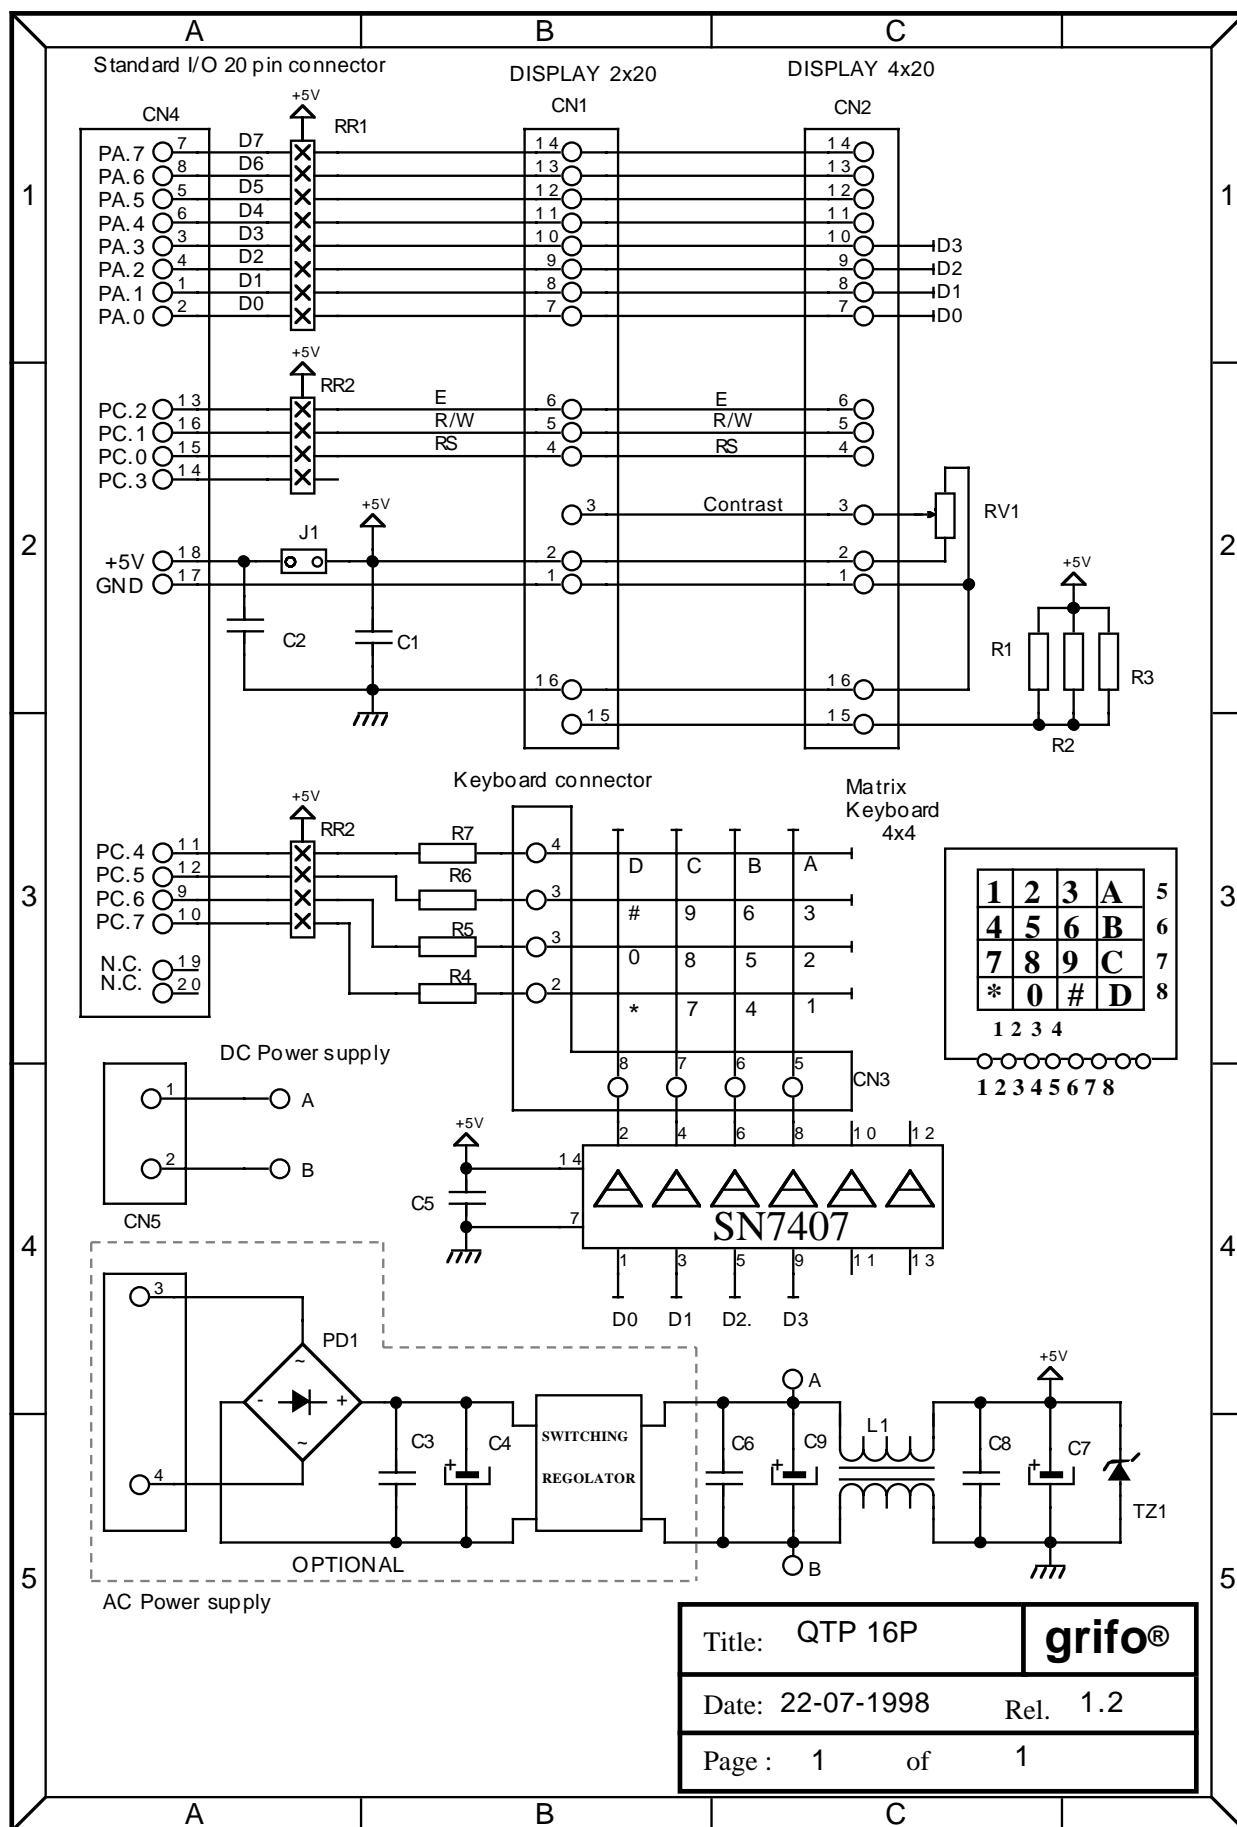 A B C
Standard I/O 20 pin connector
DISPLAY 2x20
DISPLAY 4x20
CN4
+5V
RR1
CN1
CN2
PA.7 7 D7 14 14
PA.6 8 D6 13 13
PA.5 5 D5 12 12
PA.4 6 D4 11 11
PA.3 3 D3 10 10 D3
PA.2 4 D2 9 9 D2
PA.1 1 D1 8 8 D1
PA.0 2 D0 7 7 D0
1 1
+5V
RR2
PC.2 13 E 6 E 6
PC.1 16 R/W 5 R/W 5
PC.0 15 RS 4 RS 4
PC.3 14
3 Contrast 3 RV1
+5V
J1
2 2
+5V 18 2 2
GND 17 1 1
+5V
C2 C1
R1 R3
16 16
15 15
R2
Keyboard connector
Matrix
Keyboard
4x4
+5V
RR2
PC.4 11 R7 4
D C B A
PC.5 12 R6 3
# 9 6 3
PC.6 9 R5 3
0 8 5 2
PC.7 10 R4 2
* 7 4 1
N.C. 19
N.C. 20
3 3
1 2 3 A 5
4 5 6 B 6
7 8 9 C 7
* 0 # D 8
1 2 3 4
1 2 3 4 5 6 7 8
DC Power supply
8 7 6 5
CN3
1 A
2 B
CN5
+5V
2 4 6 8 10 12
14
C5
7
SN7407
1 3 5 9 11 13
D0 D1 D2. D3
4 4
3
PD1
~
- +
~
4
C3 C4
SWITCHING
REGOLATOR
OPTIONAL
AC Power supply
A
C6 C9
+
L1
C8
+5V
C7
+
TZ1
B
5 5
Title: QTP 16P
grifo®
Date: 22-07-1998 Rel. 1.2
Page : 1 of 1
A B C